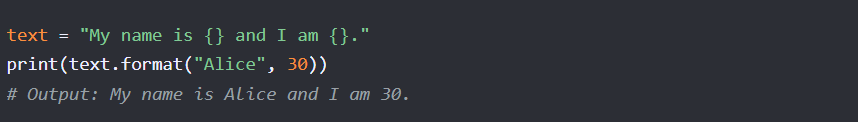 text = "My name is {} and I am {}."
print(text.format("Alice", 30))
# Output: My name is Alice and I am 30.